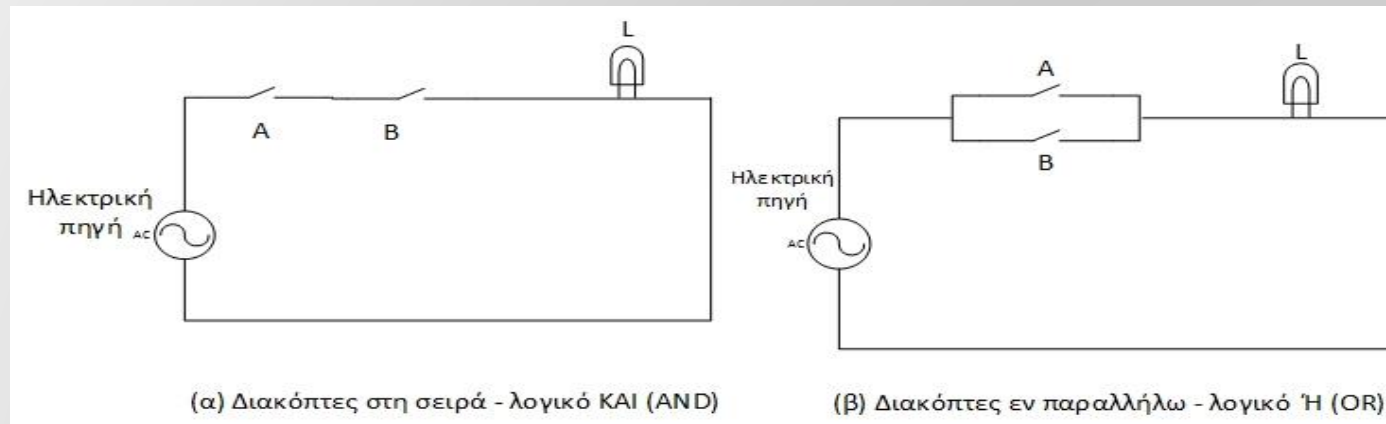 L
A
B
Ηλεκτρική
πηγή
AC
(α) Διακόπτες στη σειρά - λογικό ΚΑΙ (AND)
L
A
B
Ηλεκτρική
πηγή
AC
(β) Διακόπτες εν παραλλήλω - λογικό Ή (OR)